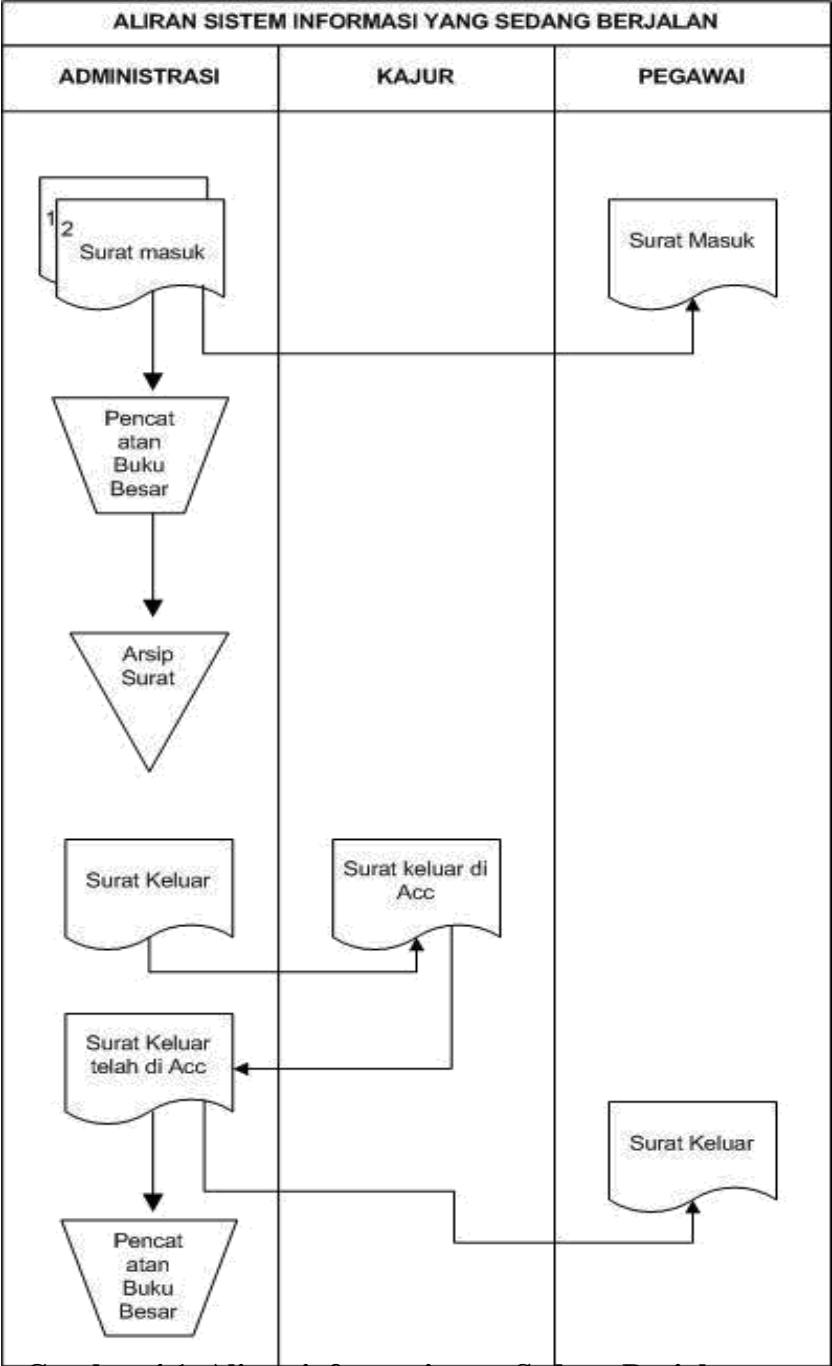 ALIRAN SISTEM INFORMASI YANG SEDANG BERJALAN
ADMINISTRASI
KAJUR
PEGAWAI
1
2
Surat masuk
Surat Masuk
Pencat
atan
Buku
Besar
Arsip
Surat
Surat Keluar
Surat keluar di
Acc
Surat Keluar
telah di Acc
Surat Keluar
Pencat
atan
Buku
Besar